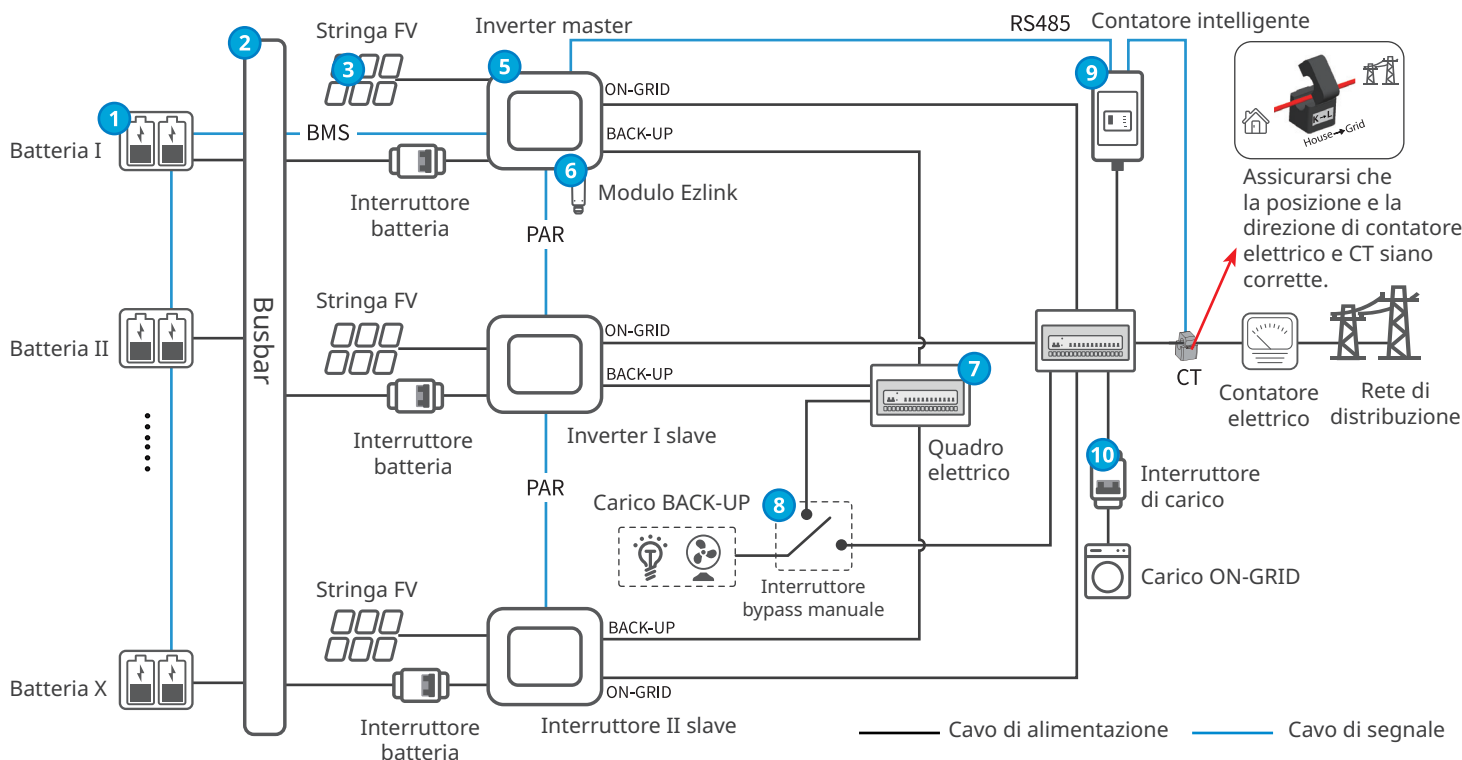 Stringa FV
Inverter master
RS485
Contatore intelligente
2
3
5
9
ON-GRID
K→L
House→Grid
1
Batteria I
BMS
BACK-UP
Interruttore
batteria
6
Modulo Ezlink
Assicurarsi che
la posizione e la
direzione di contatore
elettrico e CT siano
corrette.
PAR
Busbar
Stringa FV
Batteria II
ON-GRID
BACK-UP
7
CT
Contatore
elettrico
Rete di
distribuzione
Interruttore
batteria
Inverter I slave
Quadro
elettrico
10
Interruttore
di carico
PAR
Carico BACK-UP
8
Interruttore
bypass manuale
Carico ON-GRID
Stringa FV
BACK-UP
Batteria X
ON-GRID
Interruttore
batteria
Interruttore II slave
Cavo di alimentazione
Cavo di segnale